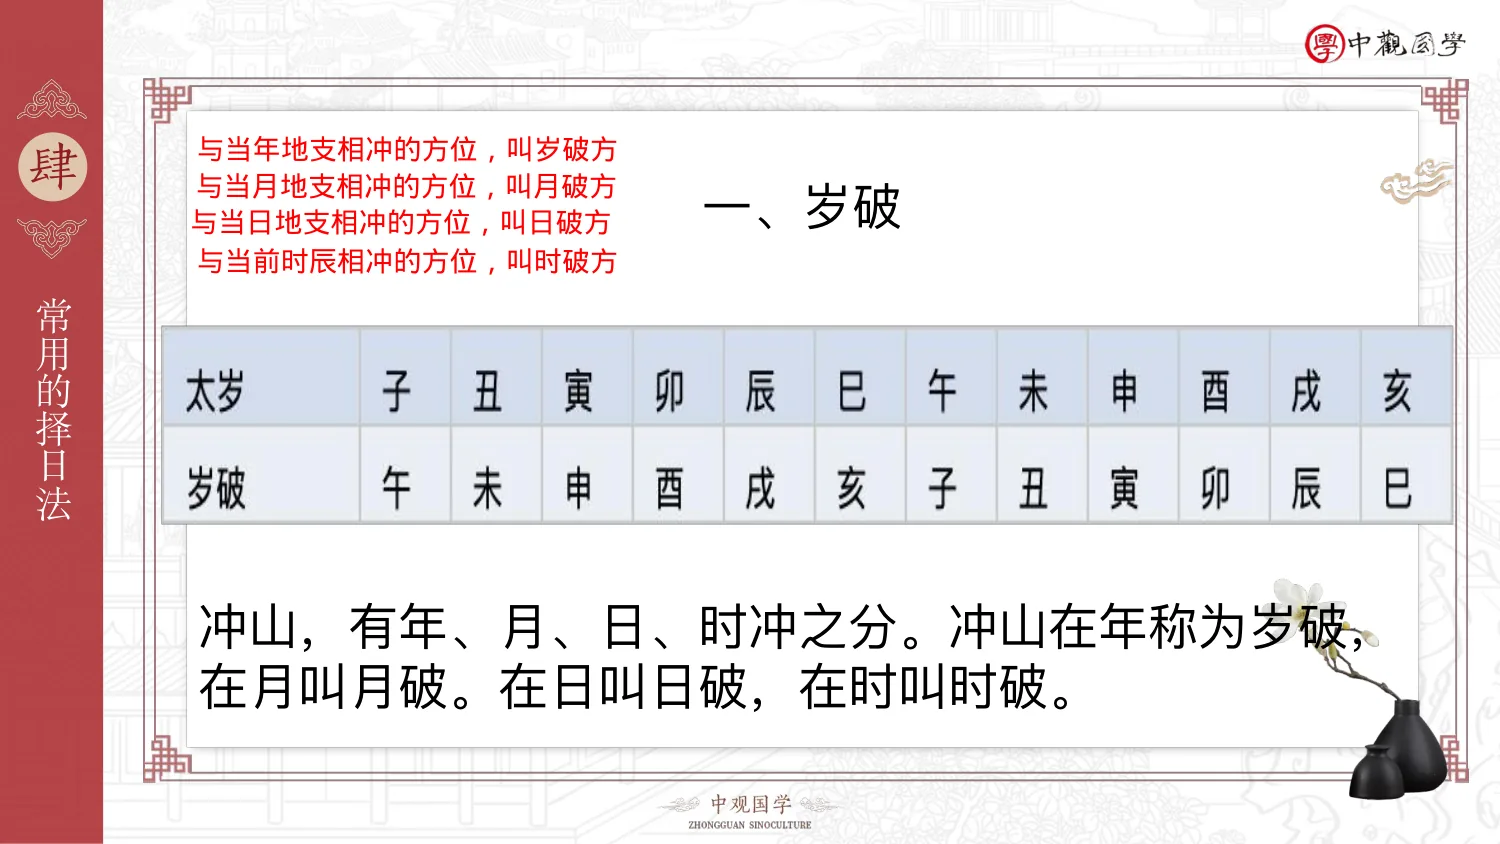 學 中觀国學
肆
常用的择日法
与当年地支相冲的方位，叫岁破方
与当月地支相冲的方位，叫月破方
与当日地支相冲的方位，叫日破方
与当前时辰相冲的方位，叫时破方
一、岁破
太岁 子 丑 寅 卯 辰 巳 午 未 申 酉 戌 亥
岁破 午 未 申 酉 戌 亥 子 丑 寅 卯 辰 巳
冲山，有年、月、日、时冲之分。冲山在年称为岁破，
在月叫月破。在日叫日破，在时叫时破。
中观国学
ZHONGGUAN SINOCULTURE